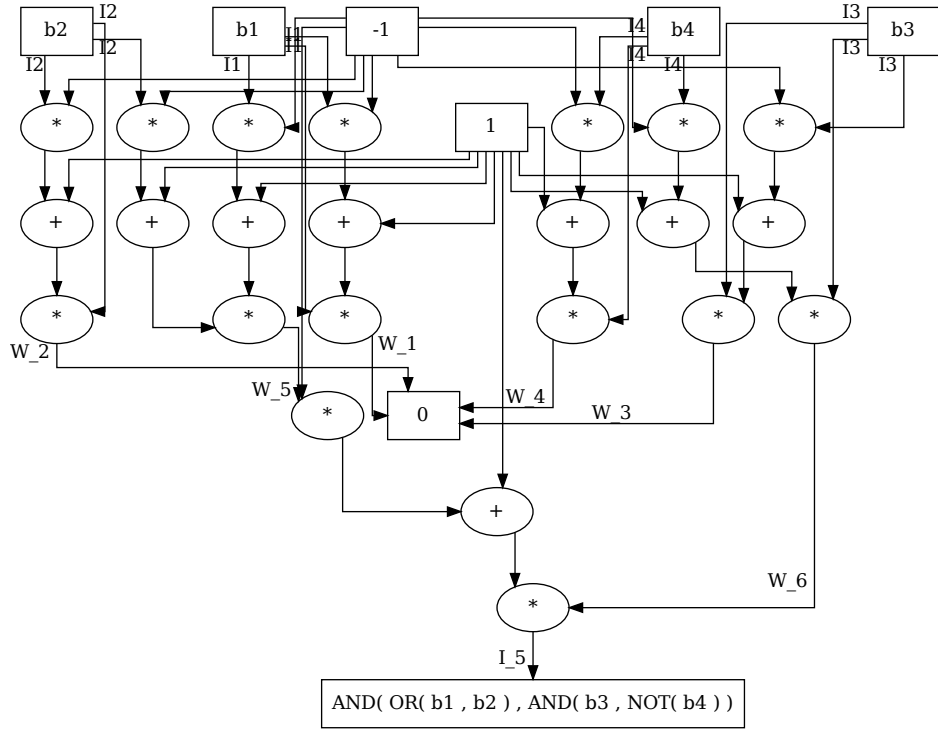 b2 b1 -1 b4 b3
I2 I4 I3
I2 I1 I1 I4 I3
I2 I1 I4 I3
* * * * * * *
1
+ + + + + + +
* * * * * *
W_2 W_1
W_5 W_4 W_3
* 0
+
W_6
*
I_5
AND( OR( b1 , b2 ) , AND( b3 , NOT( b4 ) ) )